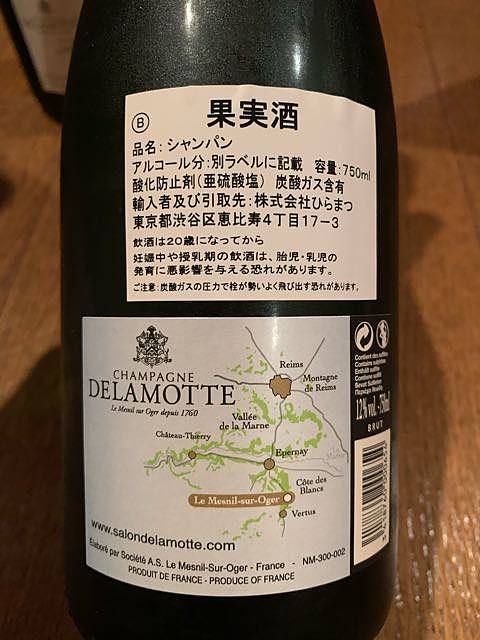 B
果実酒
品名:シャンパン
アルコール分:別ラベルに記載 容量:750ml
酸化防止剤(亜硫酸塩) 炭酸ガス含有
輸入者及び引取先:株式会社ひらまつ
東京都渋谷区恵比寿4丁目17-3
飲酒は20歳になってから
妊娠中や授乳期の飲酒は、胎児・乳児の
発育に悪影響を与える恐れがあります。
ご注意:炭酸ガスの圧力で栓が勢いよく飛び出す恐れがあります。
CHAMPAGNE
DELAMOTTE
Le Mesnil sur Oger depuis 1760
Reims
Montagne
de Reims
Vallée
de la Marne
Château-Thierry
Epernay
Côte des
Blancs
Le Mesnil-sur-Oger
Vertus
www.salondelamotte.com
Elaboré par Société A.S. Le Mesnil-Sur-Oger - France - NM-300-002
PRODUIT DE FRANCE - PRODUCE OF FRANCE
Contient des sulfites
Contains sulphites
Enthält sulfite
12% vol - 750ml
BRUT